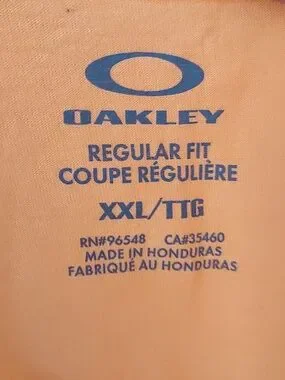 OAKLEY
REGULAR FIT
COUPE RÉGULIÈRE
XXL/TTG
RN#96548 CA#35460
MADE IN HONDURAS
FABRIQUÉ AU HONDURAS